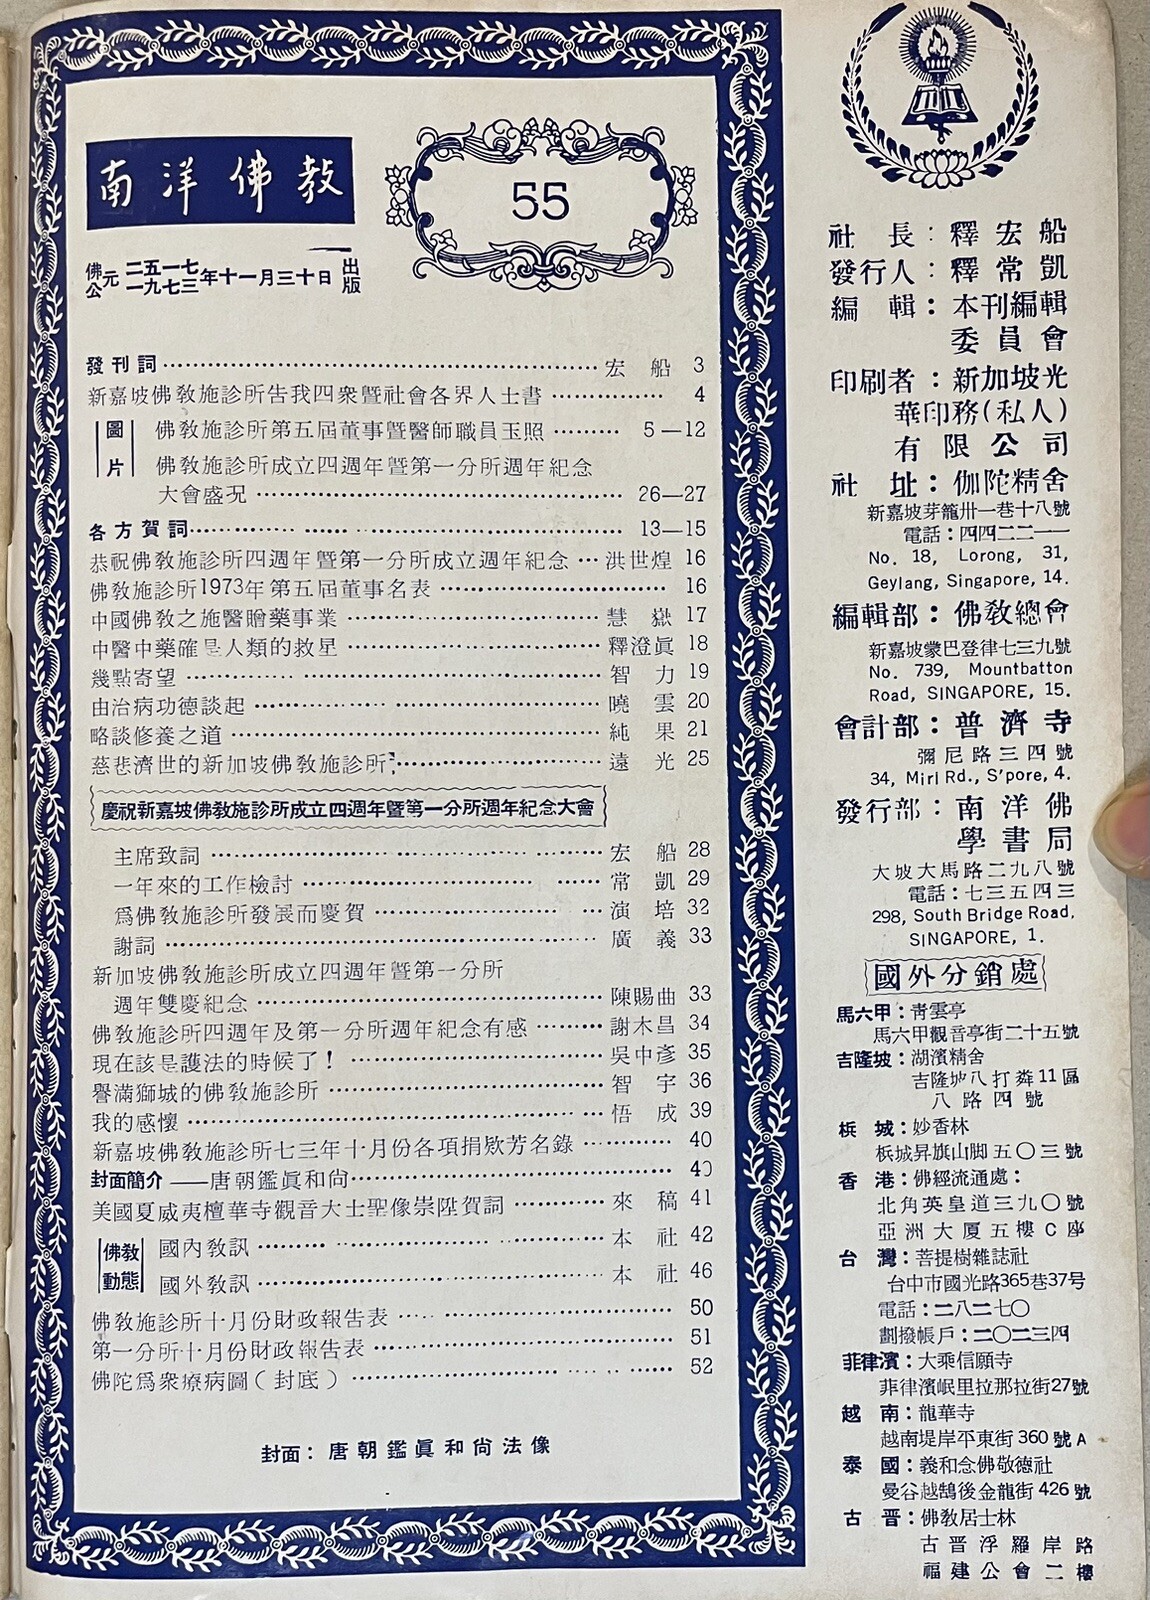 南洋佛教
55
佛元二五一七年十一月三十日出版
公一九七三
發刊詞 宏船 3
新嘉坡佛教施診所告我四衆暨社會各界人士書 4
圖片
佛教施診所第五屆董事暨醫師職員玉照 5—12
佛教施診所成立四週年暨第一分所週年紀念
大會盛況 26—27
各方賀詞 13—15
恭祝佛教施診所四週年暨第一分所成立週年紀念 洪世煌 16
佛教施診所1973年第五屆董事名表 16
中國佛教之施醫贈藥事業 慧嶽 17
中醫中藥確是人類的救星 釋澄眞 18
幾點寄望 智力 19
由治病功德談起 曉雲 20
略談修養之道 純果 21
慈悲濟世的新加坡佛教施診所 遠光 25
慶祝新嘉坡佛教施診所成立四週年暨第一分所週年紀念大會
主席致詞 宏船 28
一年來的工作檢討 常凱 29
爲佛教施診所發展而慶賀 演培 32
謝詞 廣義 33
新加坡佛教施診所成立四週年暨第一分所
週年雙慶紀念 陳賜曲 33
佛教施診所四週年及第一分所週年紀念有感 謝木昌 34
現在該是護法的時候了！ 吳中彥 35
譽滿獅城的佛教施診所 智宇 36
我的感懷 悟成 39
新嘉坡佛教施診所七三年十月份各項捐欵芳名錄 40
封面簡介——唐朝鑑眞和尙 40
美國夏威夷檀華寺觀音大士聖像崇陞賀詞 來稿 41
佛教動態
國內教訊 本社 42
國外教訊 本社 46
佛教施診所十月份財政報告表 50
第一分所十月份財政報告表 51
佛陀爲衆療病圖（封底） 52
封面：唐朝鑑眞和尙法像
社長：釋宏船
發行人：釋常凱
編輯：本刊編輯
委員會
印刷者：新加坡光
華印務(私人)
有限公司
社址：伽陀精舍
新嘉坡芽籠卅一巷十八號
電話：四四二二一一
No. 18, Lorong, 31,
Geylang, Singapore, 14.
編輯部：佛教總會
新嘉坡蒙巴登律七三九號
No. 739, Mountbatton
Road, SINGAPORE, 15.
會計部：普濟寺
彌尼路三四號
34, Mirl Rd., S'pore, 4.
發行部：南洋佛
學書局
大坡大馬路二九八號
電話：七三五四三
298, South Bridge Road,
SINGAPORE, 1.
國外分銷處
馬六甲：靑雲亭
馬六甲觀音亭街二十五號
吉隆坡：湖濱精舍
吉隆坡八打靈11區
八路四號
梹城：妙香林
梹城昇旗山脚五〇三號
香港：佛經流通處：
北角英皇道三九〇號
亞洲大厦五樓C座
台灣：菩提樹雜誌社
台中市國光路365巷37号
電話：二八二七〇
劃撥帳戶：二〇二三四
菲律濱：大乘信願寺
菲律濱岷里拉那拉街27號
越南：龍華寺
越南堤岸平東街360號A
泰國：義和念佛敬德社
曼谷越鵠後金龍街426號
古晋：佛教居士林
古晋浮羅岸路
福建公會二樓